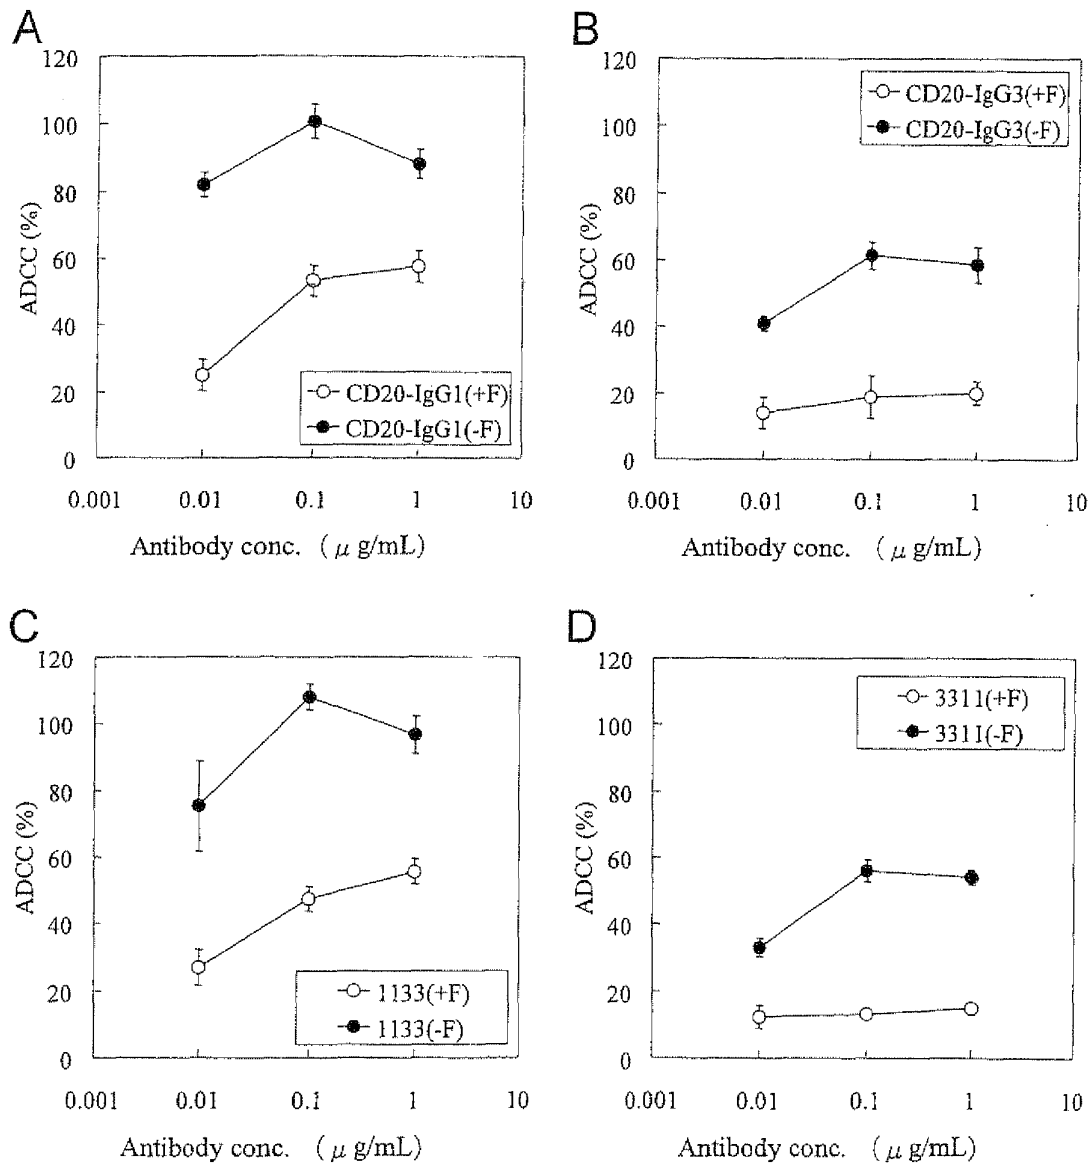 A
120
100
80
60
40
20
0
ADCC (%)
CD20-IgG1(+F)
CD20-IgG1(-F)
0.001 0.01 0.1 1 10
Antibody conc. ( μ g/mL)
B
120
100
80
60
40
20
0
ADCC (%)
CD20-IgG3(+F)
CD20-IgG3(-F)
0.001 0.01 0.1 1 10
Antibody conc. ( μ g/mL)
C
120
100
80
60
40
20
0
ADCC (%)
1133(+F)
1133(-F)
0.001 0.01 0.1 1 10
Antibody conc. ( μ g/mL)
D
120
100
80
60
40
20
0
ADCC (%)
3311(+F)
3311(-F)
0.001 0.01 0.1 1 10
Antibody conc. ( μ g/mL)